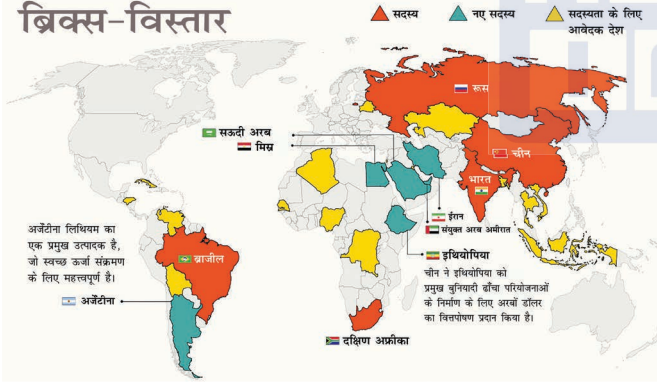 ब्रिक्स-विस्तार
सदस्य
नए सदस्य
सदस्यता के लिए
आवेदक देश
रूस
सऊदी अरब
मिस्र
चीन
भारत
ईरान
संयुक्त अरब अमीरात
अर्जेंटीना लिथियम का
एक प्रमुख उत्पादक है,
जो स्वच्छ ऊर्जा संक्रमण
के लिए महत्त्वपूर्ण है।
ब्राजील
इथियोपिया
चीन ने इथियोपिया को
प्रमुख बुनियादी ढाँचा परियोजनाओं
के निर्माण के लिए अरबों डॉलर
का वित्तपोषण प्रदान किया है।
अर्जेंटीना
दक्षिण अफ्रीका